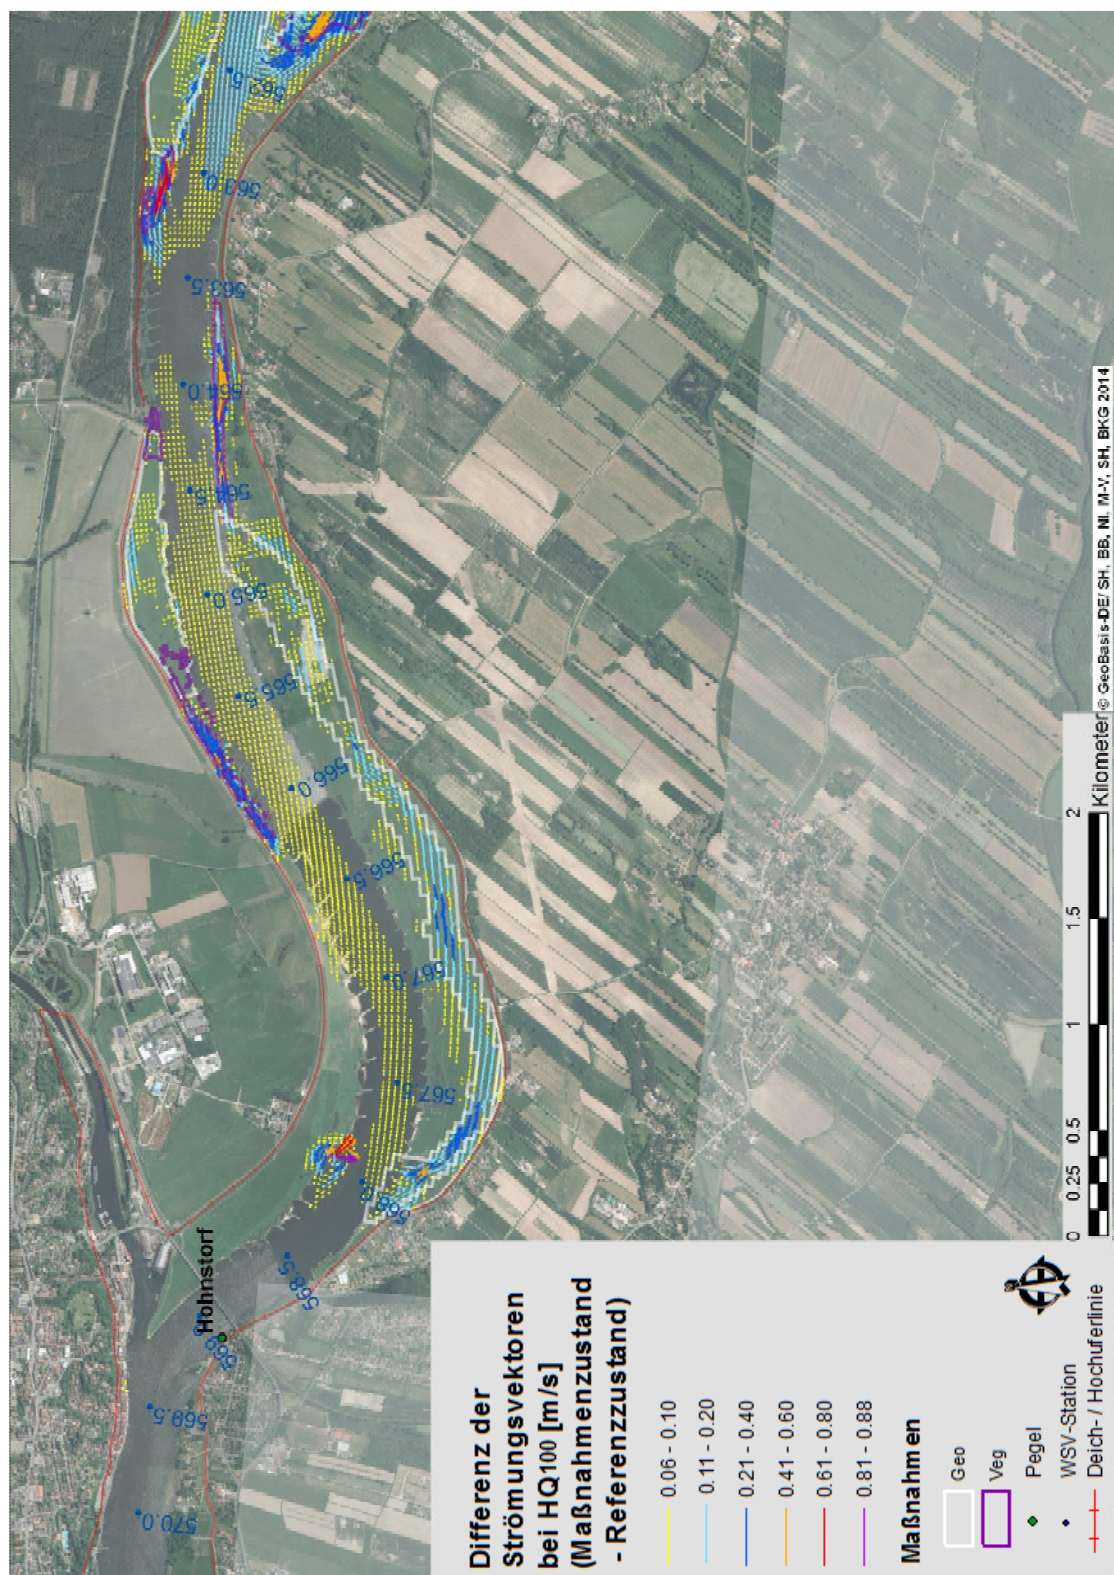 562.5
563.0
563.5
564.0
564.5
565.0
565.5
566.0
566.5
567.0
567.5
568.0
568.5
569.0
569.5
570.0
Hohnstorf
Differenz der
Strömungsvektoren
bei HQ100 [m/s]
(Maßnahmenzustand
- Referenzzustand)
0.06 - 0.10
0.11 - 0.20
0.21 - 0.40
0.41 - 0.60
0.61 - 0.80
0.81 - 0.88
Maßnahmen
Geo
Veg
Pegel
WSV-Station
Deich- / Hochuferlinie
0 0.25 0.5 1 1.5 2
Kilometer
© GeoBasis-DE/ SH, BB, NI, M-V, SH, BKG 2014